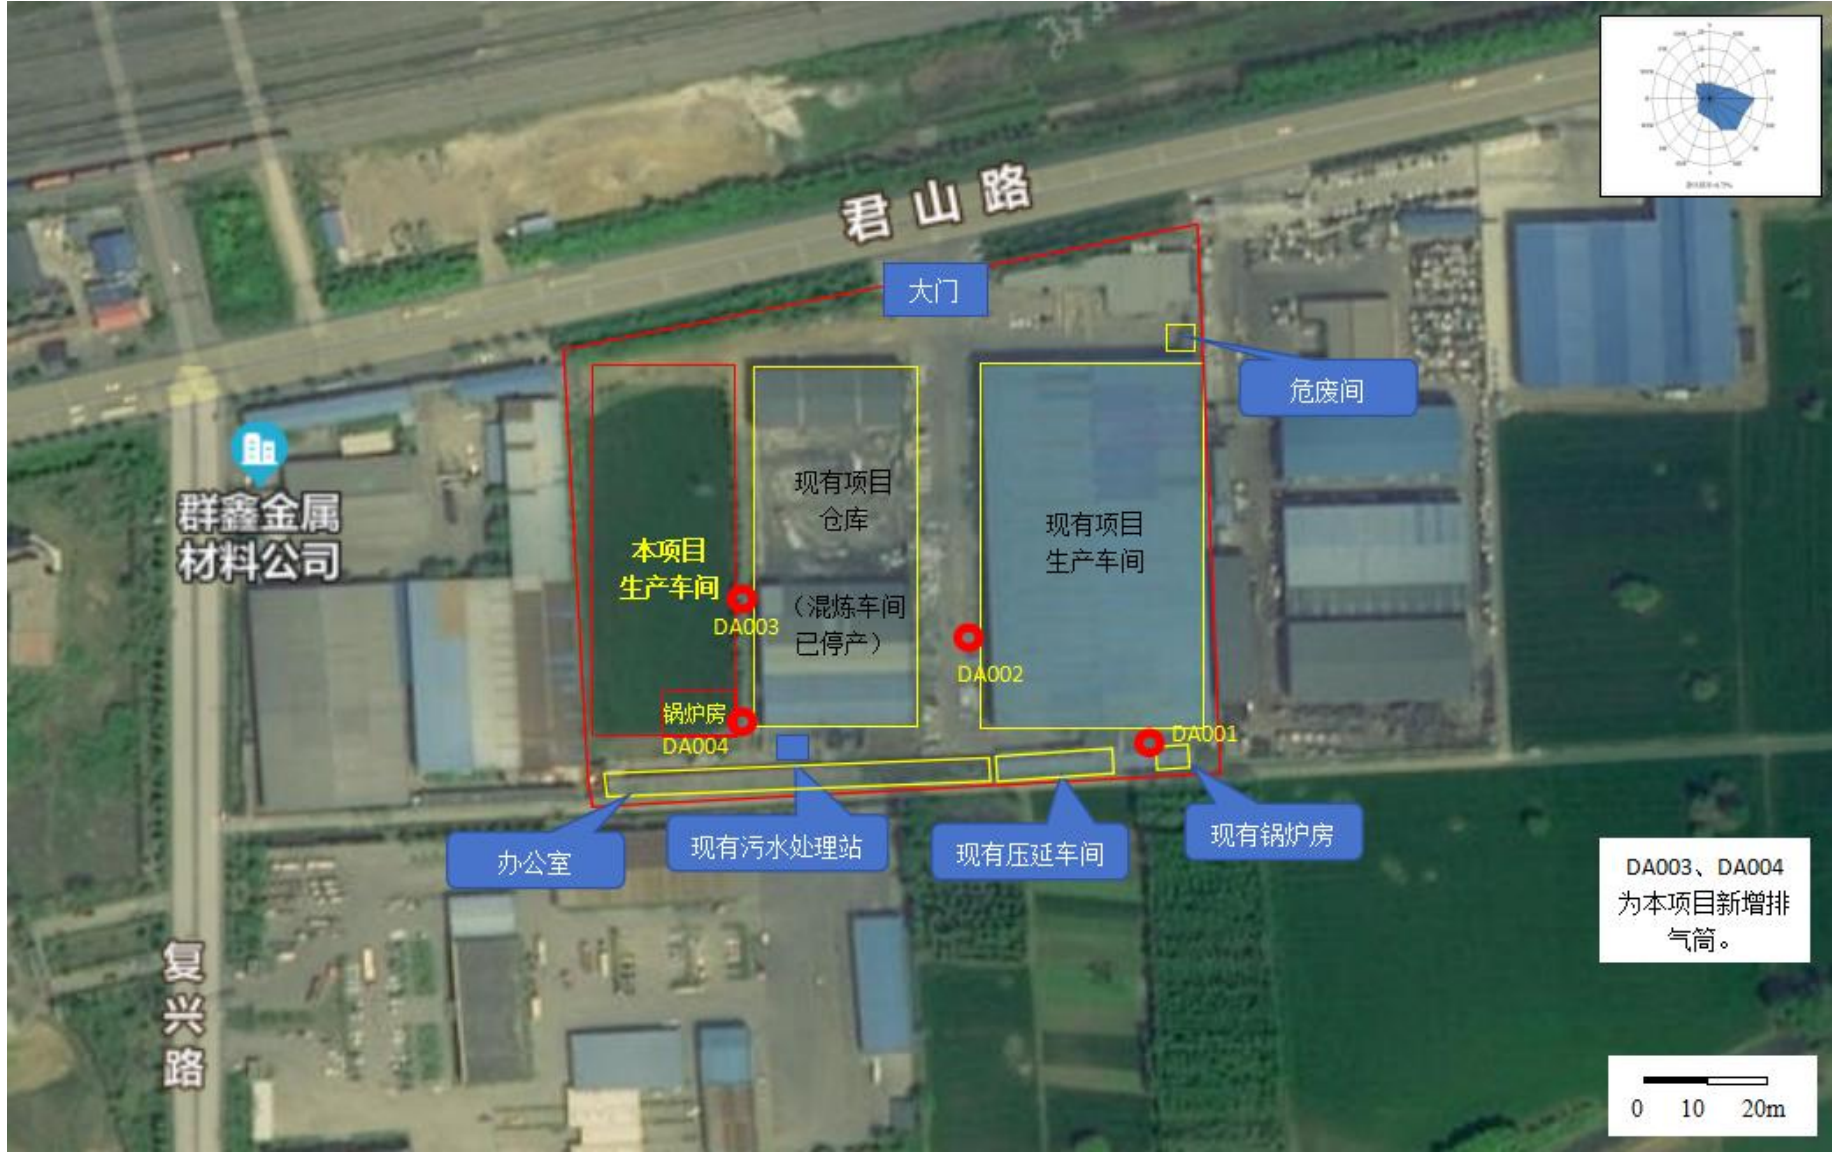 君山路
大门
危废间
群鑫金属
材料公司
现有项目
仓库
现有项目
生产车间
本项目
生产车间
（混炼车间
已停产）
DA003
DA002
锅炉房
DA004
DA001
办公室
现有污水处理站
现有压延车间
现有锅炉房
DA003、DA004
为本项目新增排
气筒。
复兴路
0 10 20m